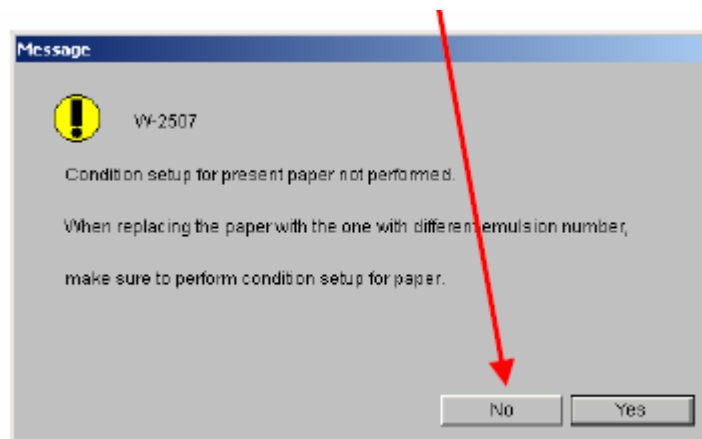 Message
W-2507
Condition setup for present paper not performed.
When replacing the paper with the one with different emulsion number,
make sure to perform condition setup for paper.
No Yes